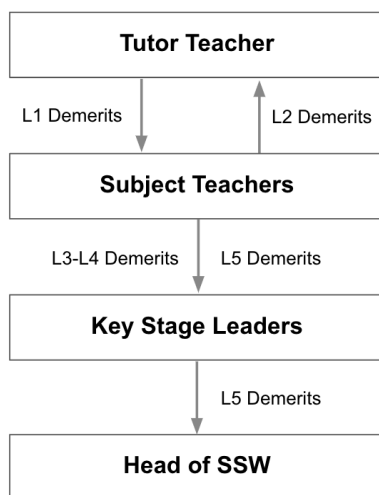 Tutor Teacher
L1 Demerits L2 Demerits
Subject Teachers
L3-L4 Demerits L5 Demerits
Key Stage Leaders
L5 Demerits
Head of SSW